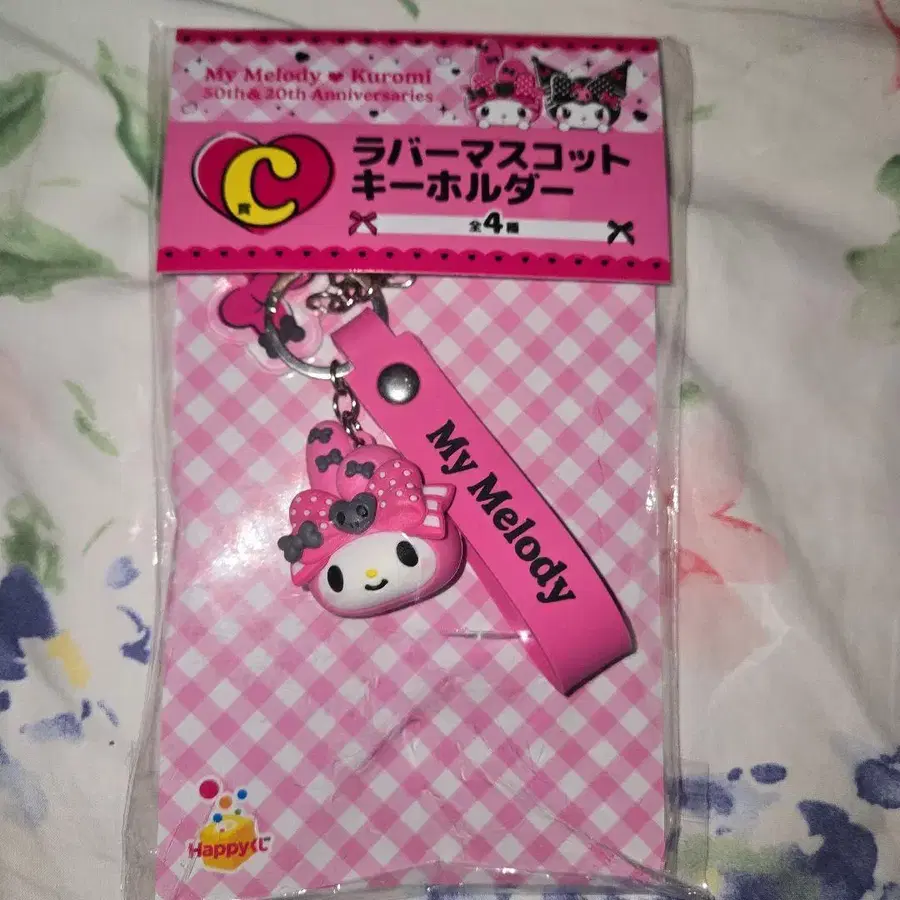 My Melody ♥ Kuromi
50th & 20th Anniversaries
C
賞
ラバーマスコット
キーホルダー
全4種
My Melody
Happyくじ